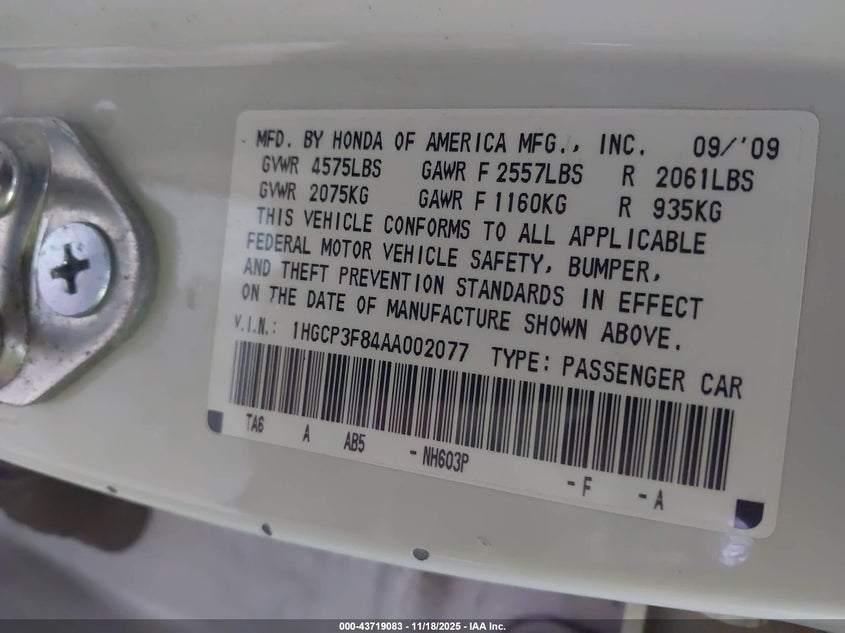 MFD. BY HONDA OF AMERICA MFG., INC. 09/'09
GVWR 4575LBS GAWR F 2557LBS R 2061LBS
GVWR 2075KG GAWR F 1160KG R 935KG
THIS VEHICLE CONFORMS TO ALL APPLICABLE
FEDERAL MOTOR VEHICLE SAFETY, BUMPER,
AND THEFT PREVENTION STANDARDS IN EFFECT
ON THE DATE OF MANUFACTURE SHOWN ABOVE.
V.I.N.: 1HGCP3F84AA002077 TYPE: PASSENGER CAR
TA6 A AB5 -NH603P -F -A
000-43719083 - 11/18/2025 - IAA Inc.